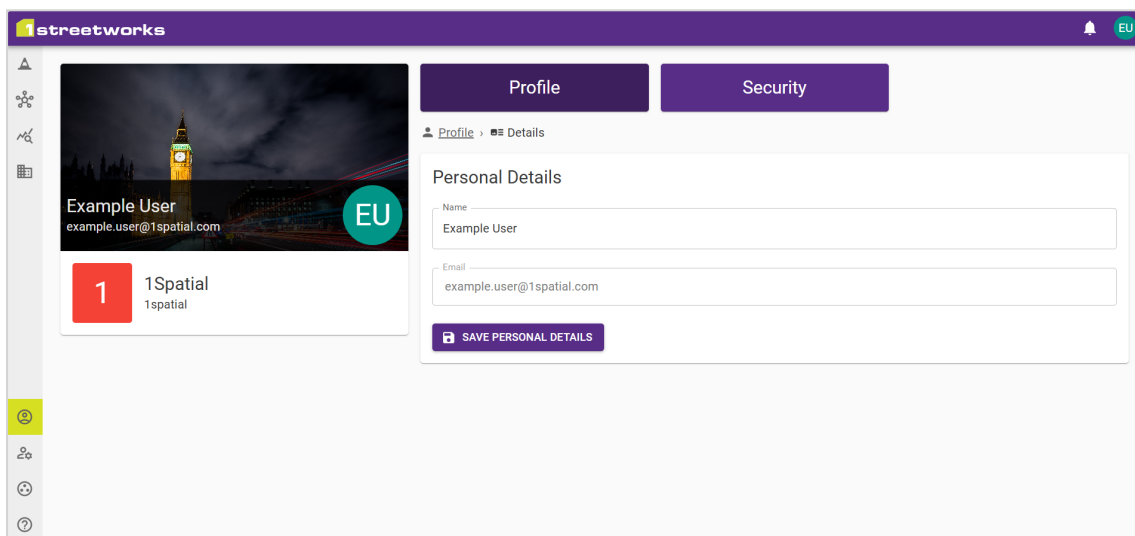 1streetworks
EU
Profile
Security
Profile › Details
Example User
example.user@1spatial.com
EU
1
1Spatial
1spatial
Personal Details
Name
Example User
Email
example.user@1spatial.com
SAVE PERSONAL DETAILS